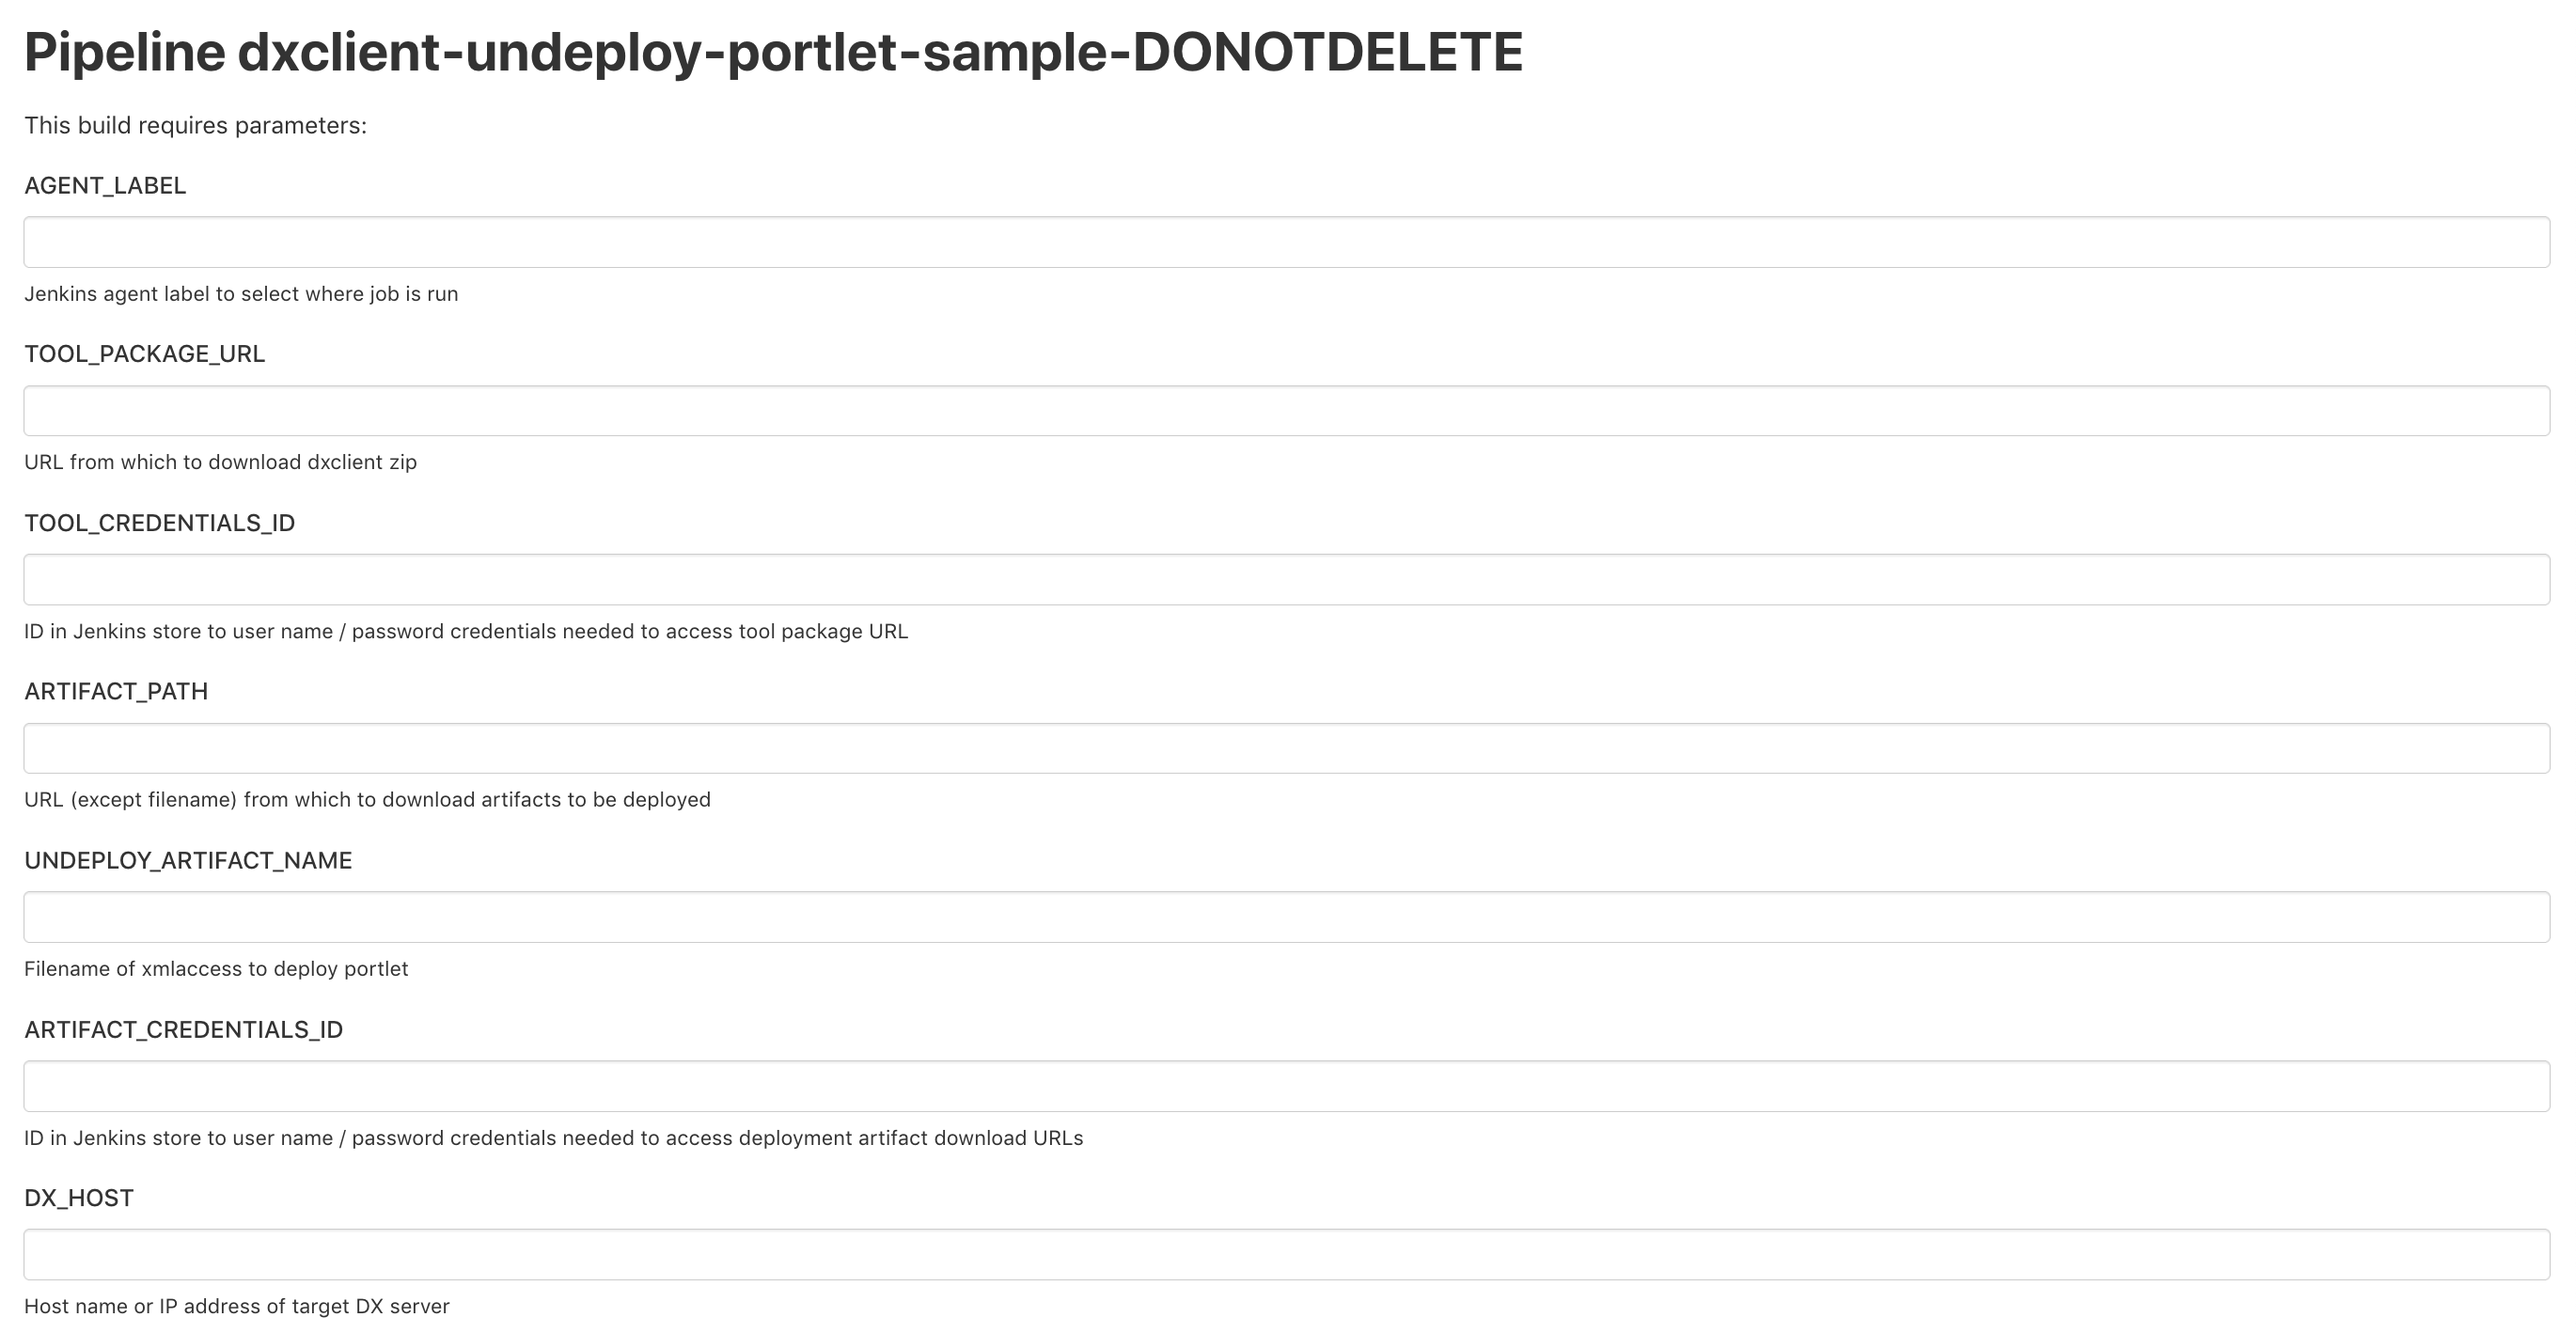 Pipeline dxclient-undeploy-portlet-sample-DONOTDELETE
This build requires parameters:
AGENT_LABEL
Jenkins agent label to select where job is run
TOOL_PACKAGE_URL
URL from which to download dxclient zip
TOOL_CREDENTIALS_ID
ID in Jenkins store to user name / password credentials needed to access tool package URL
ARTIFACT_PATH
URL (except filename) from which to download artifacts to be deployed
UNDEPLOY_ARTIFACT_NAME
Filename of xmlaccess to deploy portlet
ARTIFACT_CREDENTIALS_ID
ID in Jenkins store to user name / password credentials needed to access deployment artifact download URLs
DX_HOST
Host name or IP address of target DX server